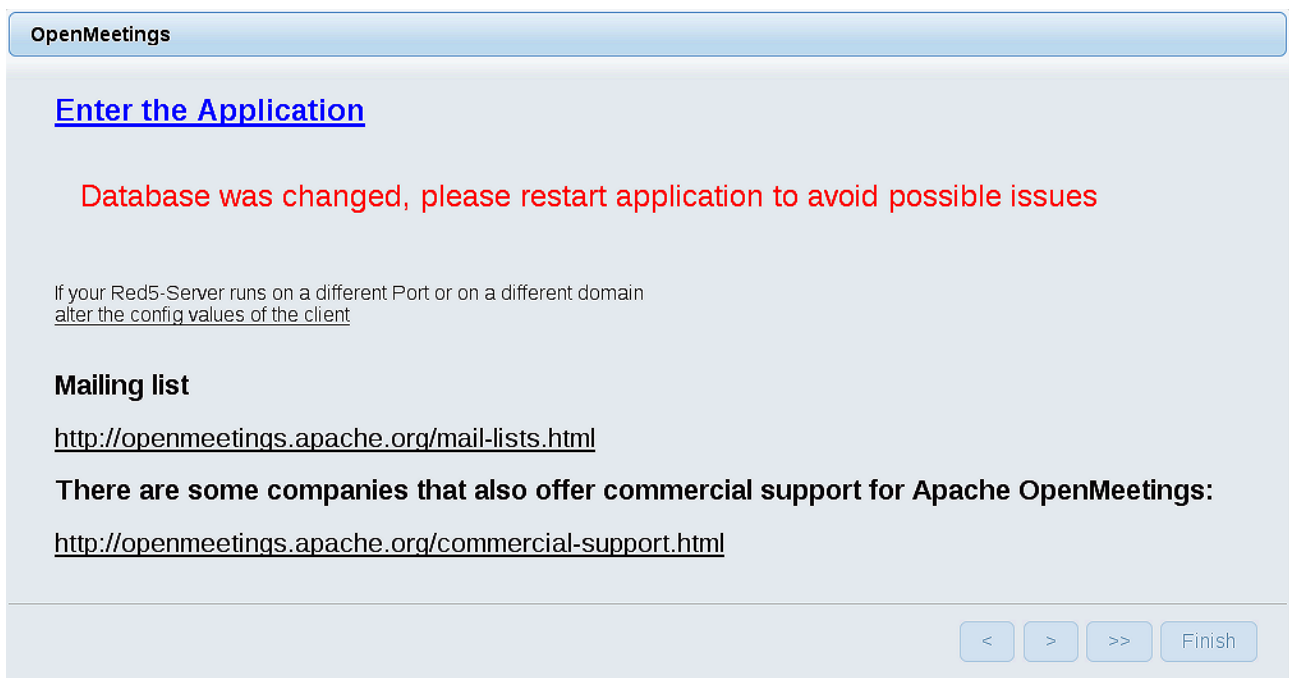 OpenMeetings
Enter the Application
Database was changed, please restart application to avoid possible issues
If your Red5-Server runs on a different Port or on a different domain
alter the config values of the client
Mailing list
http://openmeetings.apache.org/mail-lists.html
There are some companies that also offer commercial support for Apache OpenMeetings:
http://openmeetings.apache.org/commercial-support.html
< > >> Finish